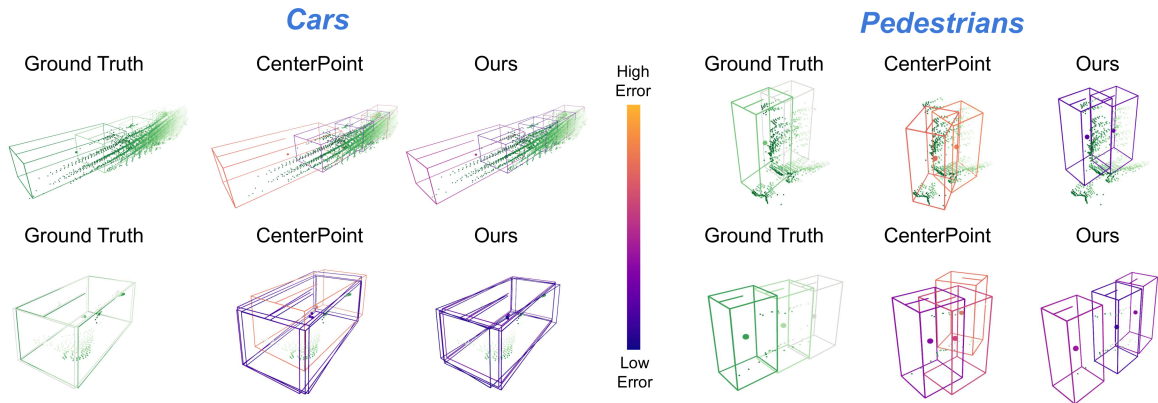 Cars
Pedestrians
Ground Truth
CenterPoint
Ours
High
Error
Ground Truth
CenterPoint
Ours
Ground Truth
CenterPoint
Ours
Ground Truth
CenterPoint
Ours
Low
Error